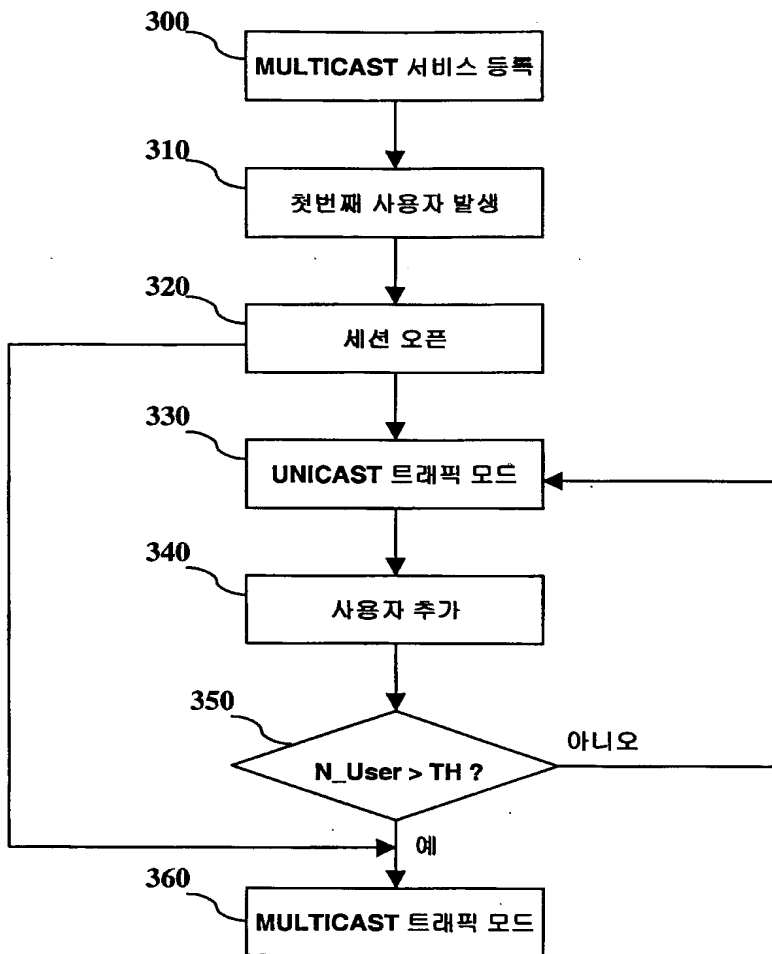 300
MULTICAST 서비스 등록
310
첫번째 사용자 발생
320
세션 오픈
330
UNICAST 트래픽 모드
340
사용자 추가
350
N_User > TH ?
아니오
예
360
MULTICAST 트래픽 모드